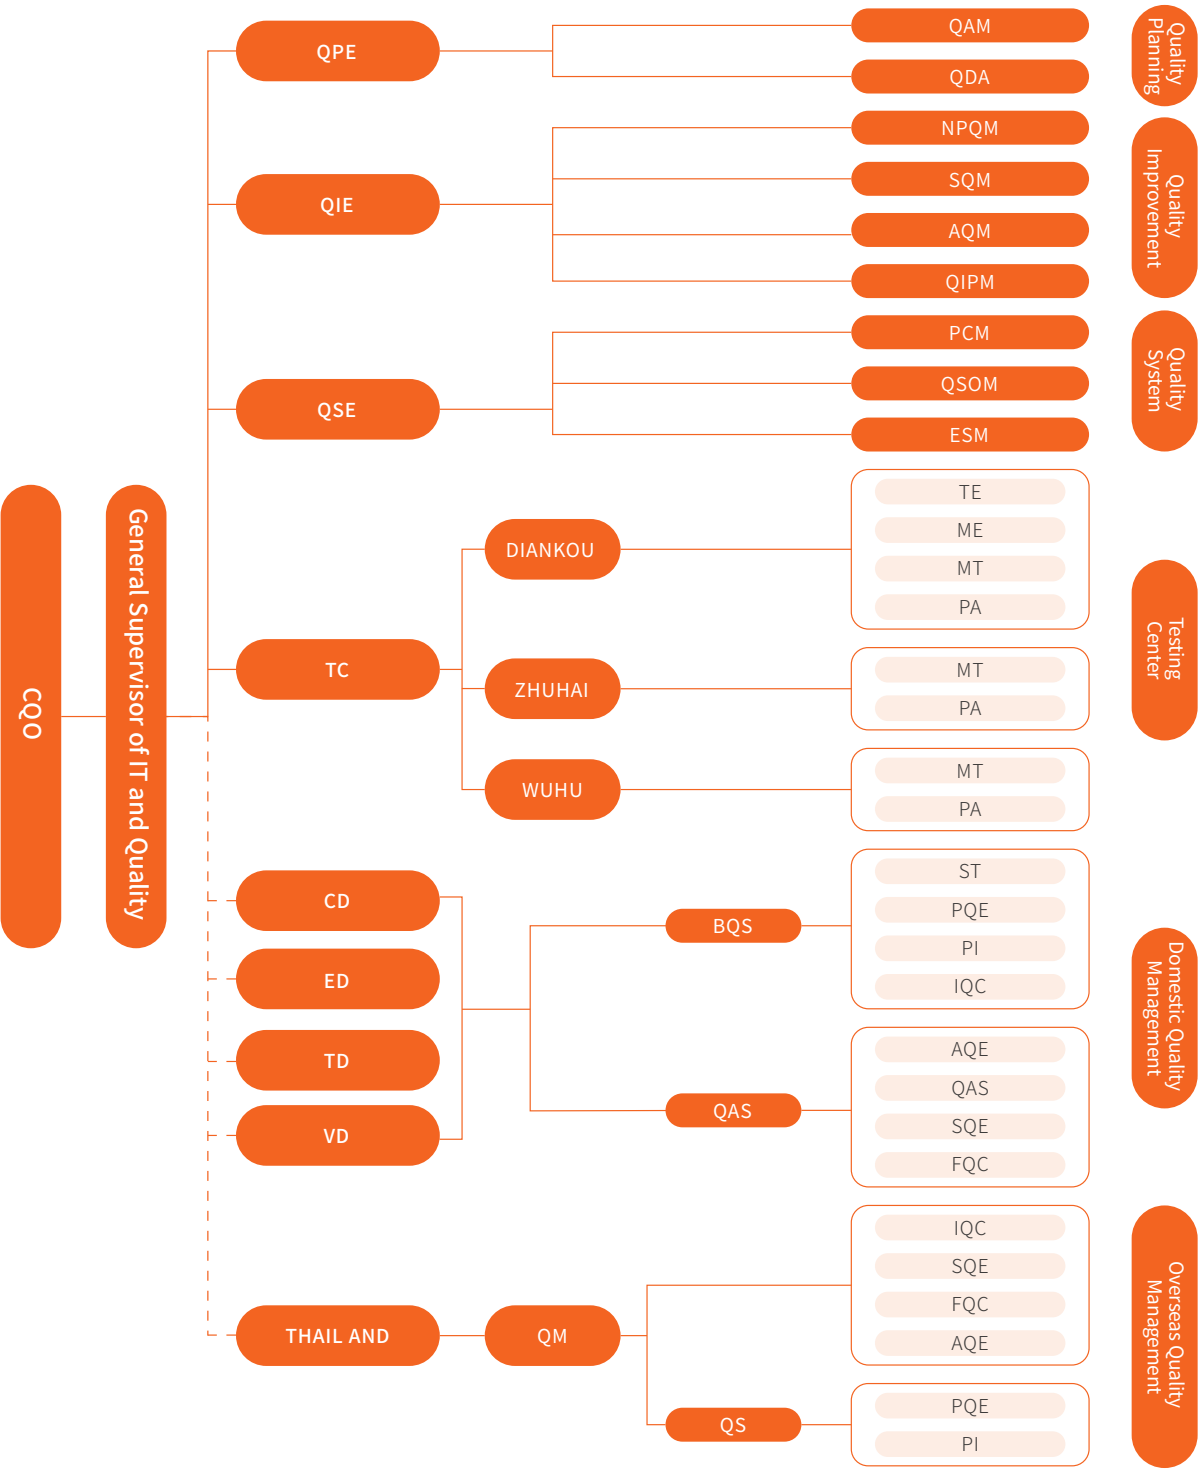 CQO
General Supervisor of IT and Quality
QPE
QAM
QDA
Quality
Planning
QIE
NPQM
SQM
AQM
QIPM
Quality
Improvement
QSE
PCM
QSOM
ESM
Quality
System
TC
DIANKOU
TE
ME
MT
PA
ZHUHAI
MT
PA
WUHU
MT
PA
Testing
Center
CD
ED
TD
VD
BQS
ST
PQE
PI
IQC
QAS
AQE
QAS
SQE
FQC
Domestic Quality
Management
THAIL AND
QM
IQC
SQE
FQC
AQE
QS
PQE
PI
Overseas Quality
Management